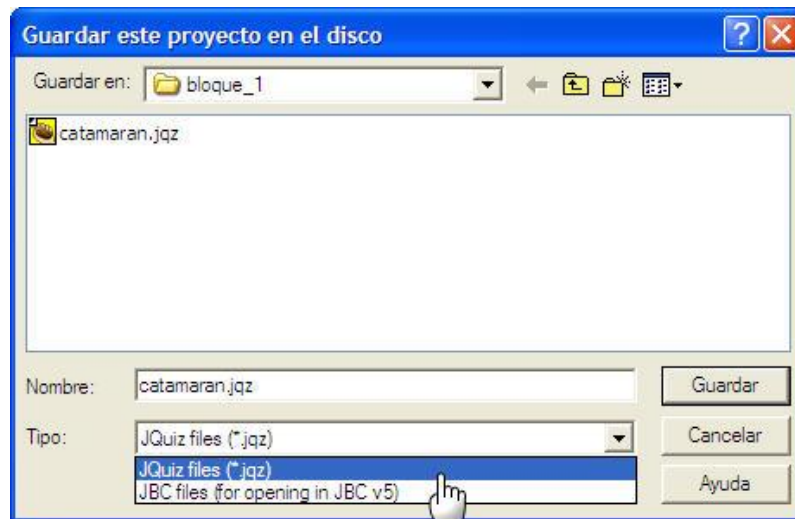 Guardar este proyecto en el disco
Guardar en: bloque_1
catamaran.jqz
Nombre: catamaran.jqz Guardar
Tipo: JQuiz files (*.jqz) Cancelar
JQuiz files (*.jqz)
JBC files (for opening in JBC v5) Ayuda